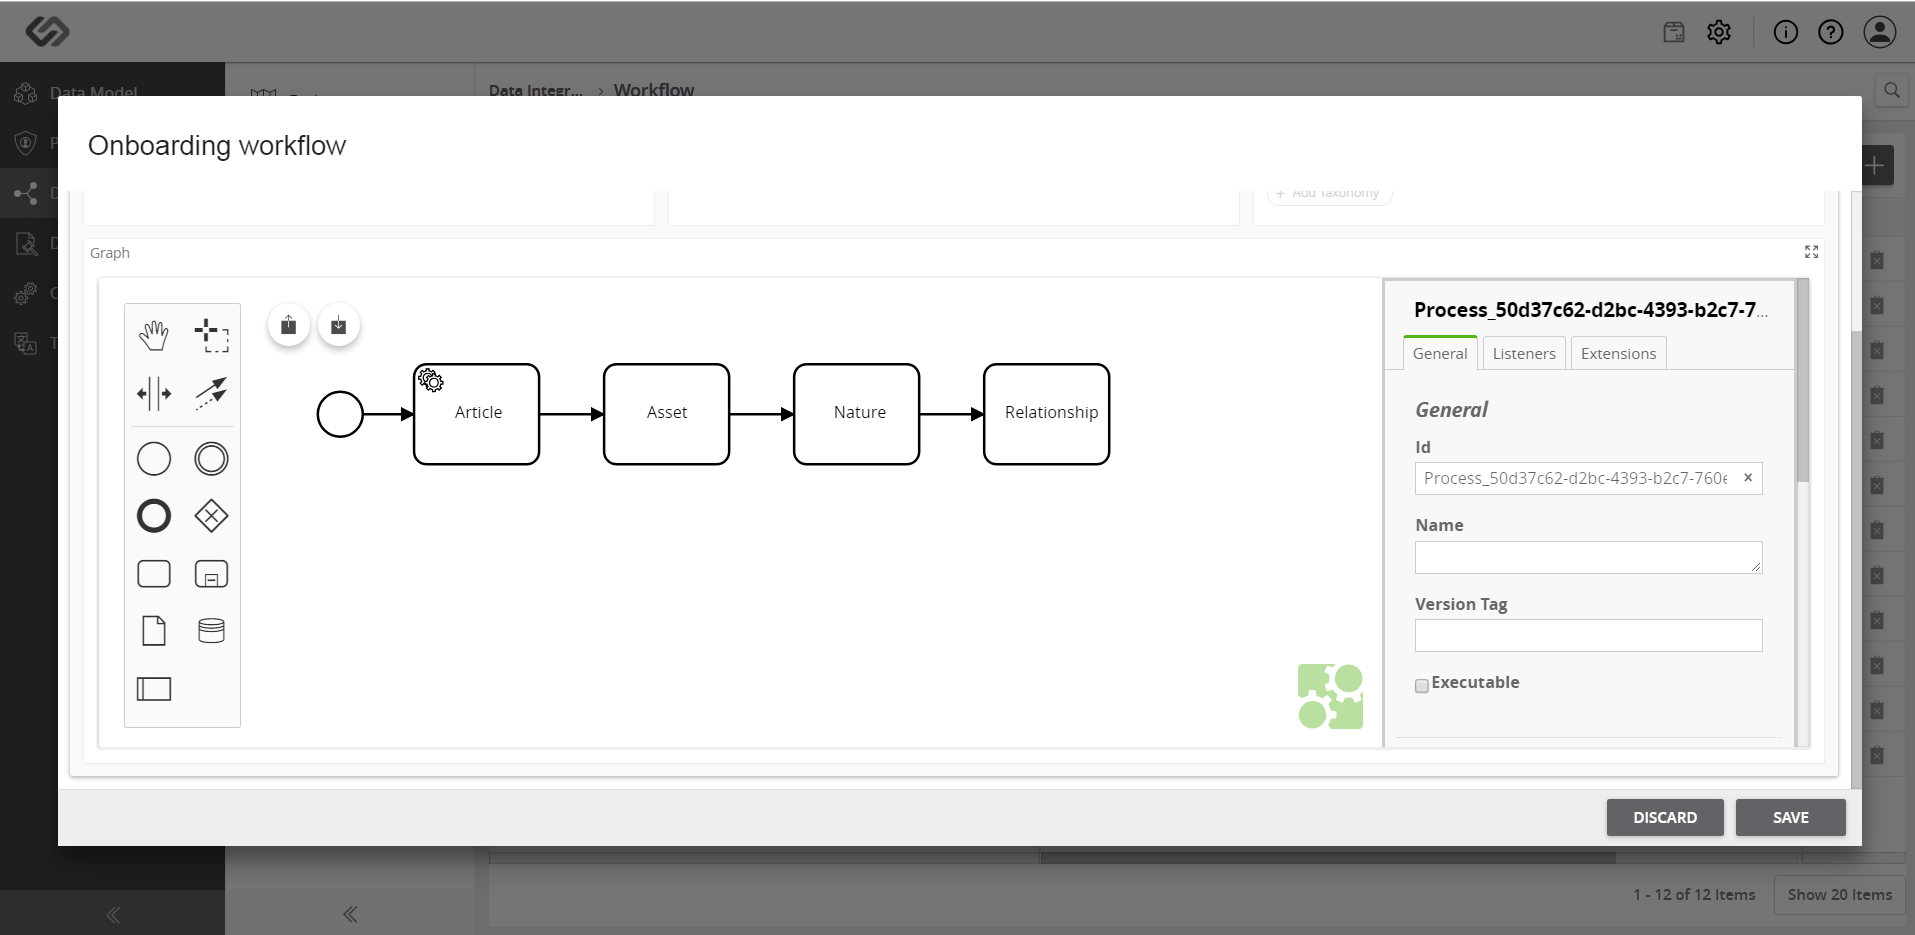 Data Model
Data Integr... > Workflow
Onboarding workflow
+ Add Taxonomy
Graph
Process_50d37c62-d2bc-4393-b2c7-7...
General
Listeners
Extensions
Article
Asset
Nature
Relationship
General
Id
Process_50d37c62-d2bc-4393-b2c7-760e
Name
Version Tag
Executable
DISCARD
SAVE
1 - 12 of 12 Items
Show 20 Items